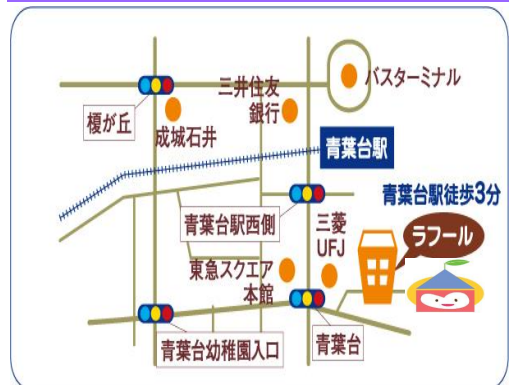 三井住友
銀行
バスターミナル
榎が丘
成城石井
青葉台駅
青葉台駅徒歩3分
青葉台駅西側
三菱
UFJ
ラフール
東急スクエア
本館
青葉台幼稚園入口
青葉台